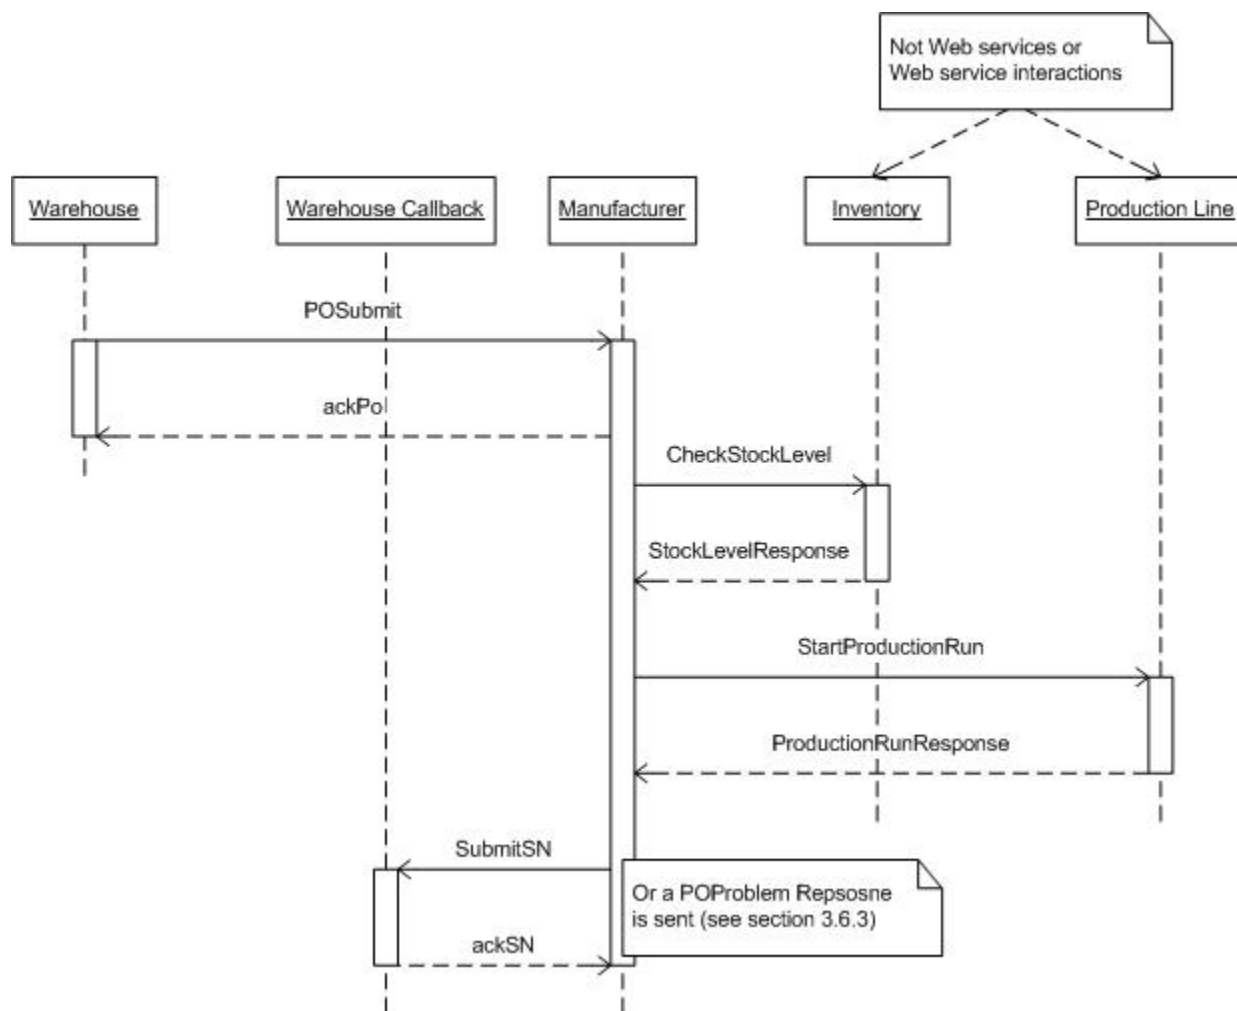 Not Web services or
Web service interactions
Warehouse
Warehouse Callback
Manufacturer
Inventory
Production Line
POSubmit
ackPo
CheckStockLevel
StockLevelResponse
StartProductionRun
ProductionRunResponse
SubmitSN
Or a POProblem Repsosne
is sent (see section 3.6.3)
ackSN